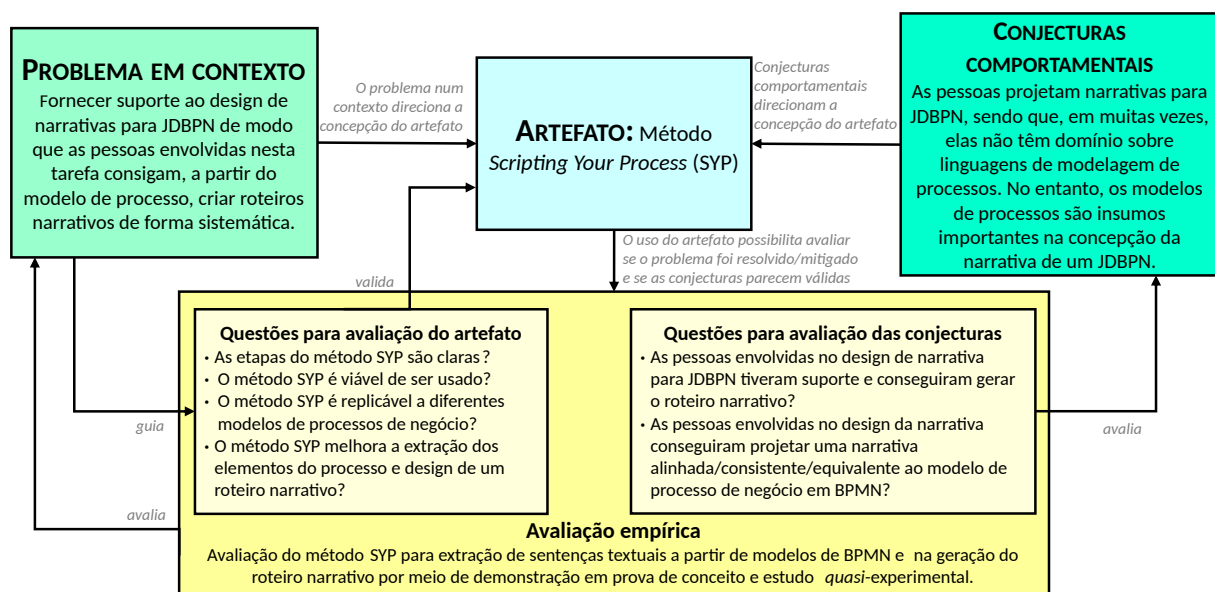 PROBLEMA EM CONTEXTO
Fornecer suporte ao design de
narrativas para JDBPN de modo
que as pessoas envolvidas nesta
tarefa consigam, a partir do
modelo de processo, criar roteiros
narrativos de forma sistemática.
O problema num
contexto direciona a
concepção do artefato
ARTEFATO: Método
Scripting Your Process (SYP)
Conjecturas
comportamentais
direcionam a
concepção do artefato
CONJECTURAS
COMPORTAMENTAIS
As pessoas projetam narrativas para
JDBPN, sendo que, em muitas vezes,
elas não têm domínio sobre
linguagens de modelagem de
processos. No entanto, os modelos
de processos são insumos
importantes na concepção da
narrativa de um JDBPN.
O uso do artefato possibilita avaliar
se o problema foi resolvido/mitigado
e se as conjecturas parecem válidas
valida
Questões para avaliação do artefato
• As etapas do método SYP são claras?
• O método SYP é viável de ser usado?
• O método SYP é replicável a diferentes
modelos de processos de negócio?
• O método SYP melhora a extração dos
elementos do processo e design de um
roteiro narrativo?
Questões para avaliação das conjecturas
• As pessoas envolvidas no design de narrativa
para JDBPN tiveram suporte e conseguiram gerar
o roteiro narrativo?
• As pessoas envolvidas no design da narrativa
conseguiram projetar uma narrativa
alinhada/consistente/equivalente ao modelo de
processo de negócio em BPMN?
guia
avalia
avalia
Avaliação empírica
Avaliação do método SYP para extração de sentenças textuais a partir de modelos de BPMN e na geração do
roteiro narrativo por meio de demonstração em prova de conceito e estudo quasi-experimental.